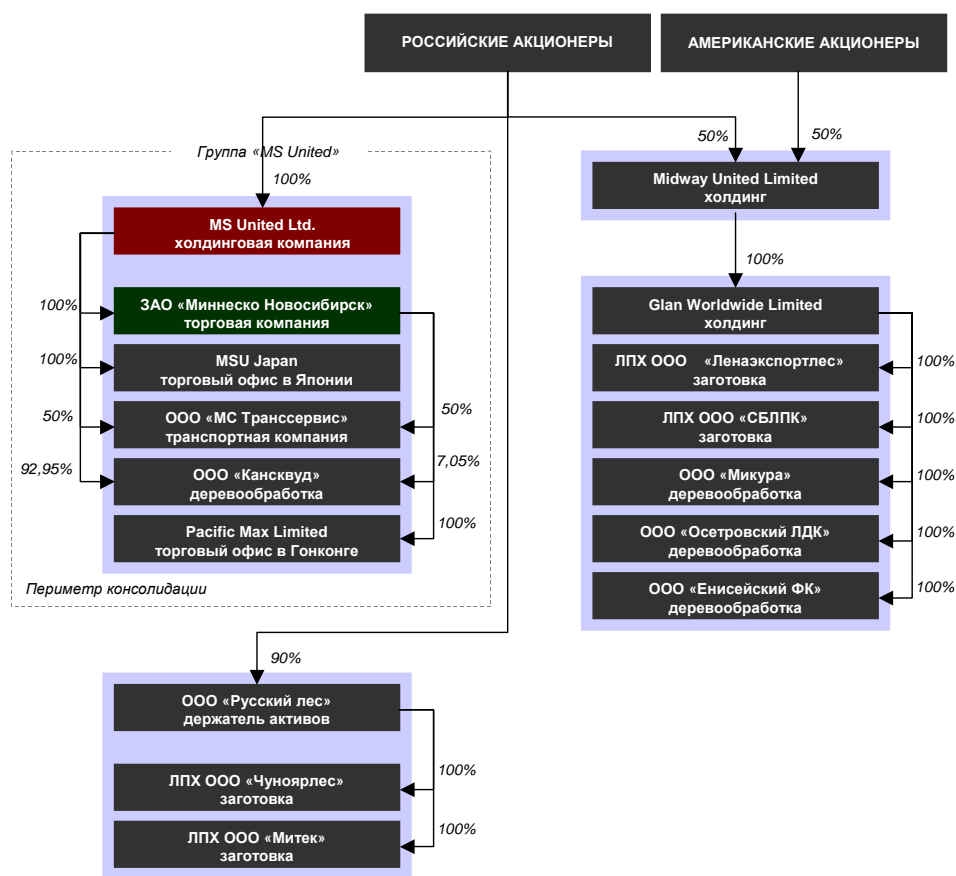 РОССИЙСКИЕ АКЦИОНЕРЫ
АМЕРИКАНСКИЕ АКЦИОНЕРЫ
50%
50%
Группа «MS United»
100%
Midway United Limited
холдинг
MS United Ltd.
холдинговая компания
100%
100%
ЗАО «Миннеско Новосибирск»
торговая компания
Glan Worldwide Limited
холдинг
100%
MSU Japan
торговый офис в Японии
ЛПХ ООО «Ленаэкспортлес»
заготовка
100%
50%
ООО «МС Транссервис»
транспортная компания
50%
ЛПХ ООО «СБЛПК»
заготовка
100%
92,95%
ООО «Кансквуд»
деревообработка
7,05%
ООО «Микура»
деревообработка
100%
Pacific Max Limited
торговый офис в Гонконге
100%
ООО «Осетровский ЛДК»
деревообработка
100%
Периметр консолидации
ООО «Енисейский ФК»
деревообработка
100%
90%
ООО «Русский лес»
держатель активов
ЛПХ ООО «Чуноярлес»
заготовка
100%
ЛПХ ООО «Митек»
заготовка
100%